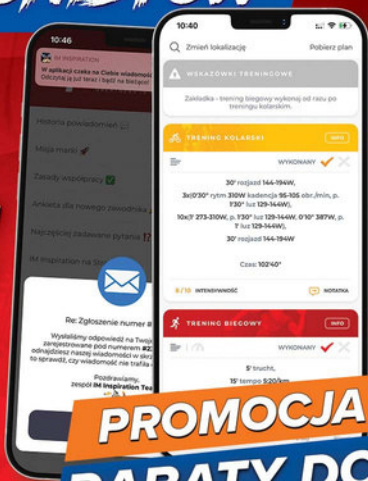 10:46
IM INSPIRATION
W aplikacji czeka na Ciebie wiadomość
Odczytaj ją już teraz i bądź na bieżąco!
Historia powiadomień
Misja marki 🚀
Zasady współpracy ✅
Ankieta dla nowego zawodnika
Najczęściej zadawane pytania ⁉️
IM Inspiration na
Re: Zgłoszenie numer #
Wysłaliśmy odpowiedź na Twoje
zarejestrowane pod numerem
odnajdziesz naszej wiadomości w
to sprawdź, czy wiadomość nie trafiła
Pozdrawiamy,
zespół IM Inspiration
10:40
Zmień lokalizację
Pobierz plan
WSKAZÓWKI TRENINGOWE
Zakładka - trening biegowy wykonaj od razu po
treningu kolarskim.
TRENING KOLARSKI
INFO
WYKONANY
30' rozjazd 144-194W,
3x(0'30" rytm 310W kadencja 95-105 obr./min, p.
1'30" luz 129-144W),
10x(1' 273-310W, p. 1'30" luz 129-144W, 0'10" 387W, p.
1' luz 129-144W),
30' rozjazd 144-194W
Czas: 102'40"
8/10 INTENSYWNOŚĆ
NOTATKA
TRENING BIEGOWY
INFO
WYKONANY
5' trucht,
15' tempo 5:20/km
PROMOCJA
RABATY DO